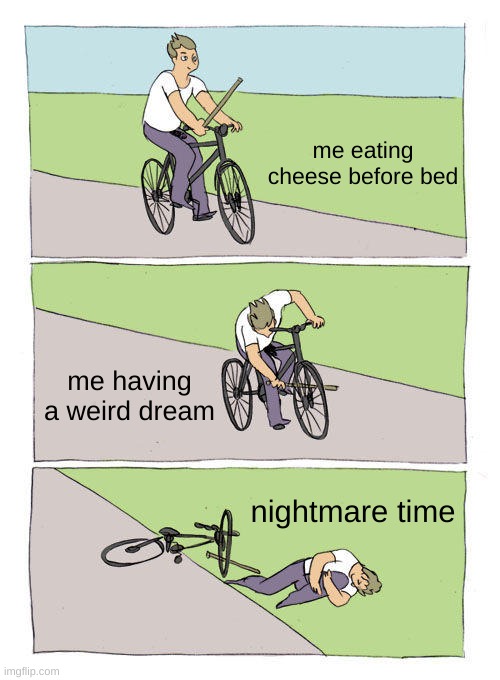 me eating
cheese before bed
me having
a weird dream
nightmare time
imgflip.com